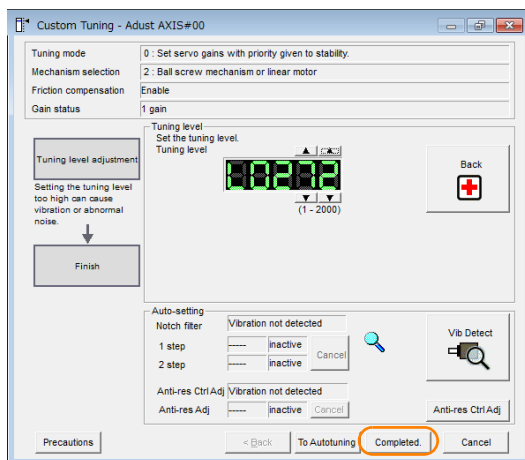 Custom Tuning - Adust AXIS#00
Tuning mode 0 : Set servo gains with priority given to stability.
Mechanism selection 2 : Ball screw mechanism or linear motor
Friction compensation Enable
Gain status 1 gain
Tuning level adjustment
Setting the tuning level
too high can cause
vibration or abnormal
noise.
Finish
Tuning level
Set the tuning level.
Tuning level
L0272
(1 - 2000)
Back
Auto-setting
Notch filter Vibration not detected
1 step ----- inactive
Cancel
2 step ----- inactive
Anti-res Ctrl Adj Vibration not detected
Anti-res Adj ----- inactive Cancel
Vib Detect
Anti-res Ctrl Adj
Precautions < Back To Autotuning Completed. Cancel